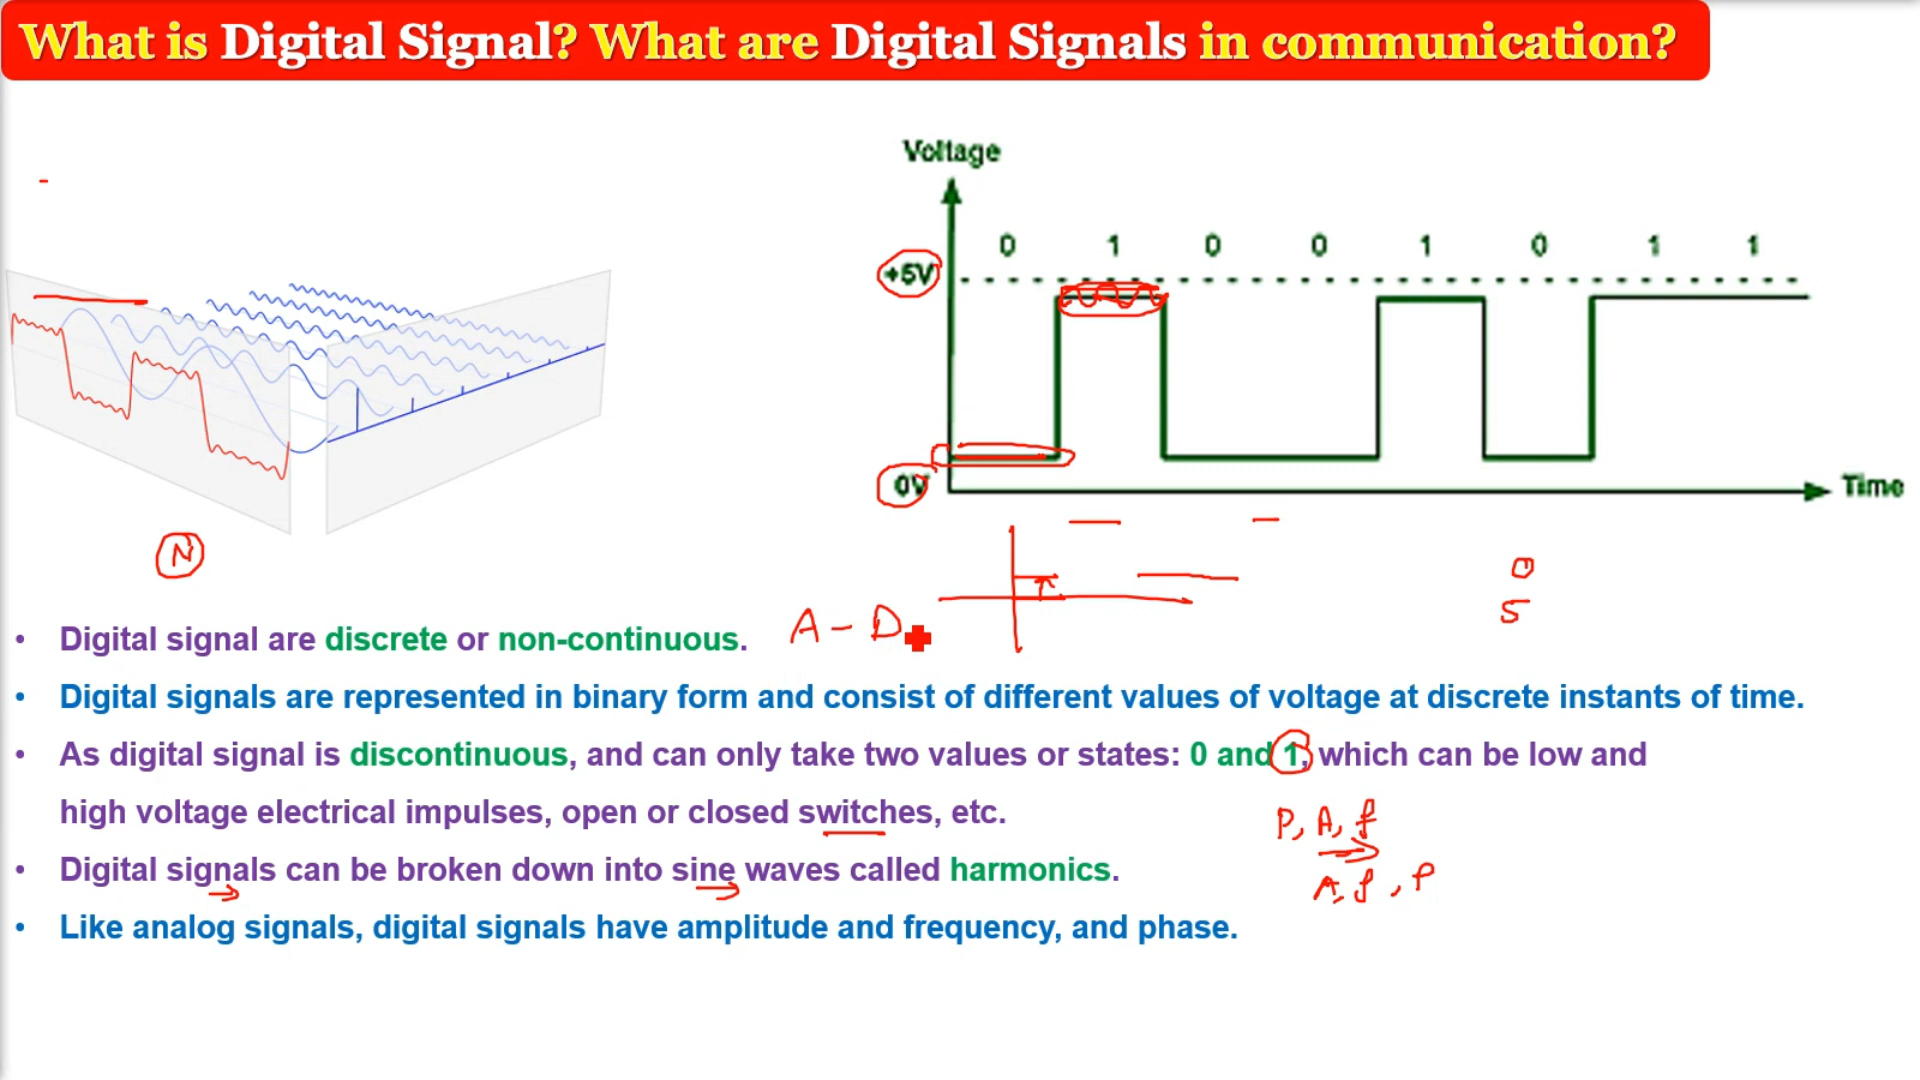 What is Digital Signal? What are Digital Signals in communication?
Voltage
0 1 0 0 1 0 1 1
+5V
0V
Time
N
0
5
A - D
• Digital signal are discrete or non-continuous.
• Digital signals are represented in binary form and consist of different values of voltage at discrete instants of time.
• As digital signal is discontinuous, and can only take two values or states: 0 and 1, which can be low and
high voltage electrical impulses, open or closed switches, etc.
P, A, f
• Digital signals can be broken down into sine waves called harmonics.
A, f, P
• Like analog signals, digital signals have amplitude and frequency, and phase.